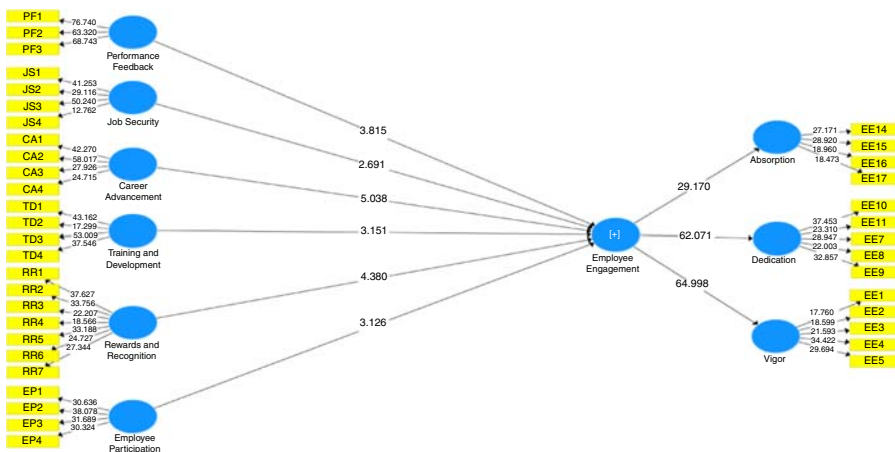 PF1
PF2
PF3
76.740
63.320
68.743
Performance
Feedback
JS1
JS2
JS3
JS4
41.253
29.116
50.240
12.762
Job Security
CA1
CA2
CA3
CA4
42.270
58.017
27.926
24.715
Career
Advancement
TD1
TD2
TD3
TD4
43.162
17.299
53.009
37.546
Training and
Development
RR1
RR2
RR3
RR4
RR5
RR6
RR7
37.627
33.756
22.207
18.566
33.188
24.727
27.344
Rewards and
Recognition
EP1
EP2
EP3
EP4
30.636
38.078
31.689
30.324
Employee
Participation
3.815
2.691
5.038
3.151
4.380
3.126
[+]
Employee
Engagement
29.170
62.071
64.998
Absorption
27.171
28.920
18.960
18.473
EE14
EE15
EE16
EE17
Dedication
37.453
23.310
28.947
22.003
32.857
EE10
EE11
EE7
EE8
EE9
Vigor
17.760
18.599
21.593
34.422
29.694
EE1
EE2
EE3
EE4
EE5